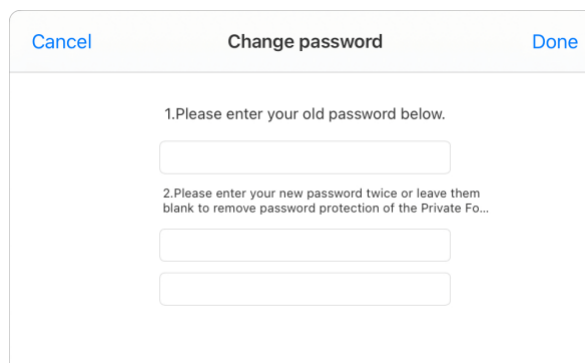 Cancel Change password Done
1.Please enter your old password below.
2.Please enter your new password twice or leave them
blank to remove password protection of the Private Fo...